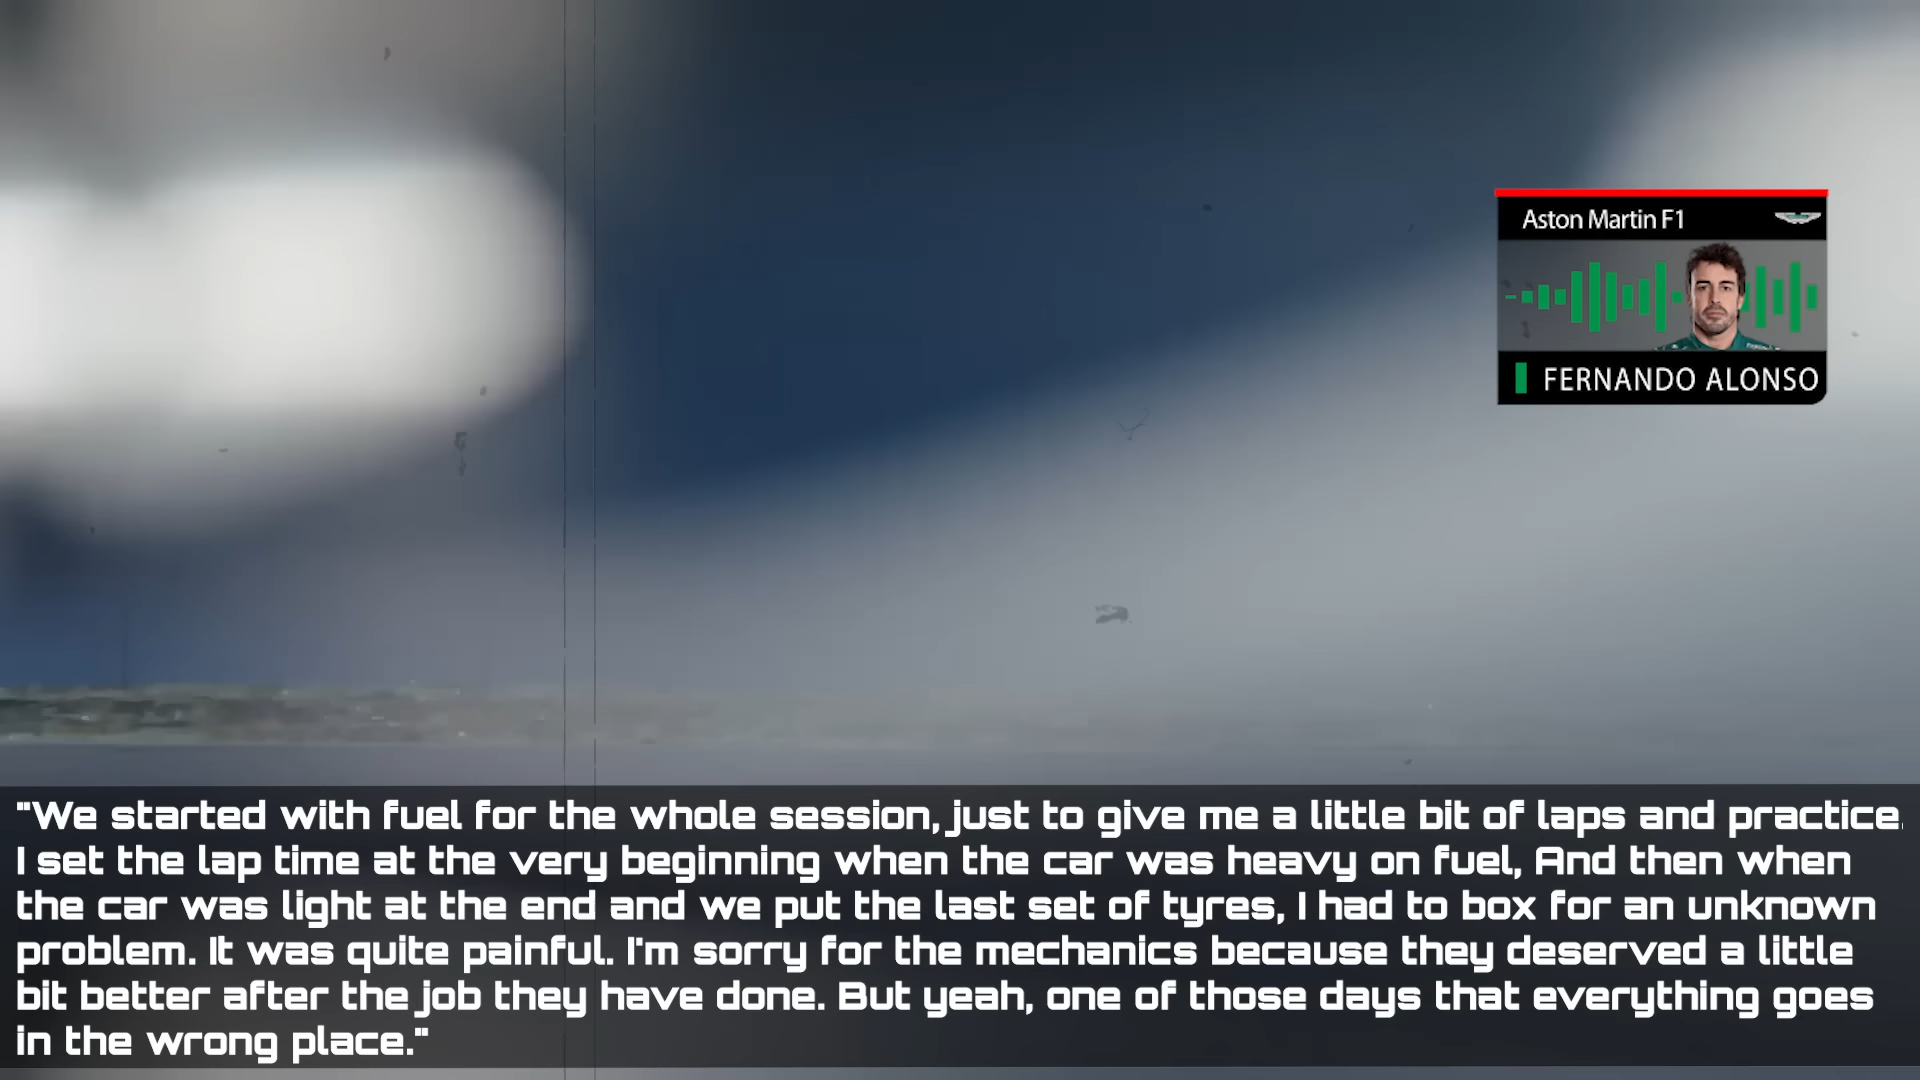 Aston Martin F1
FERNANDO ALONSO
"We started with fuel for the whole session, just to give me a little bit of laps and practice.
I set the lap time at the very beginning when the car was heavy on fuel, And then when
the car was light at the end and we put the last set of tyres, I had to box for an unknown
problem. It was quite painful. I'm sorry for the mechanics because they deserved a little
bit better after the job they have done. But yeah, one of those days that everything goes
in the wrong place."